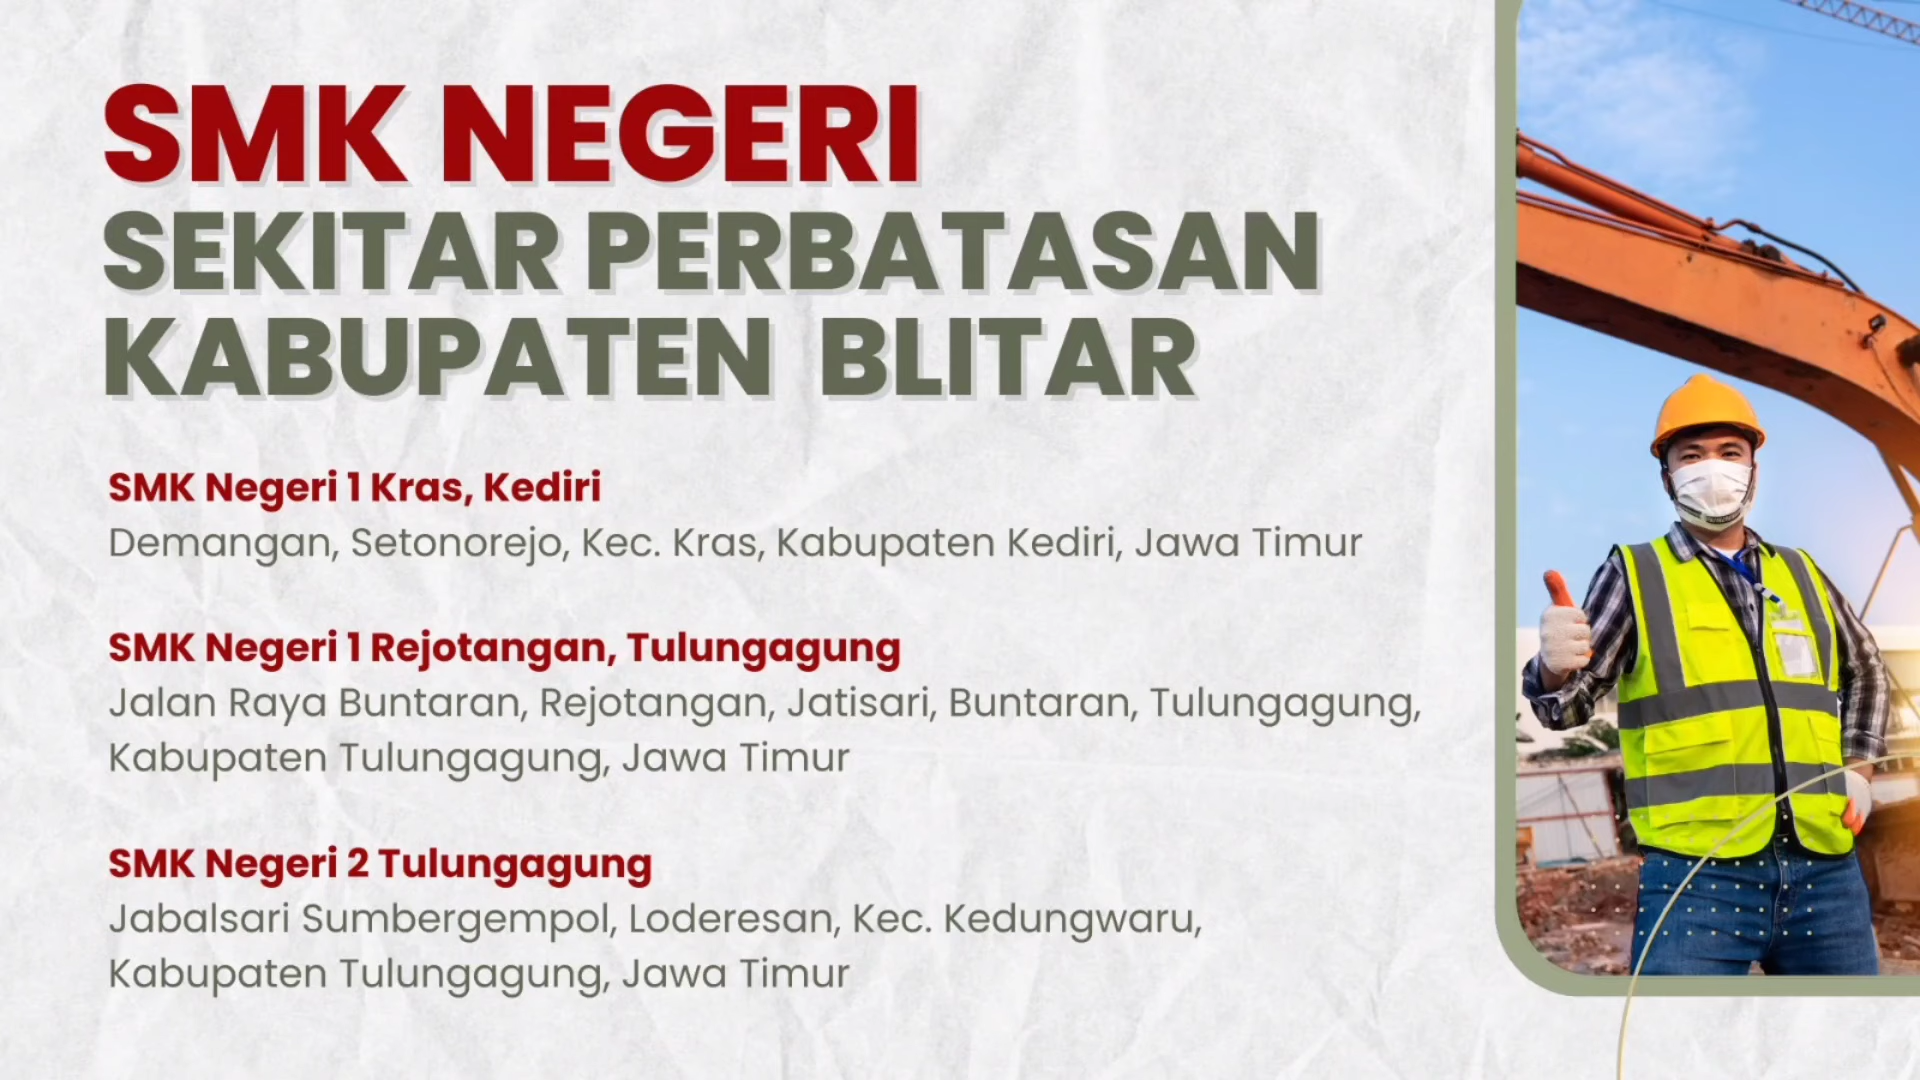 SMK NEGERI
SEKITAR PERBATASAN
KABUPATEN BLITAR
SMK Negeri 1 Kras, Kediri
Demangan, Setonorejo, Kec. Kras, Kabupaten Kediri, Jawa Timur
SMK Negeri 1 Rejotangan, Tulungagung
Jalan Raya Buntaran, Rejotangan, Jatisari, Buntaran, Tulungagung,
Kabupaten Tulungagung, Jawa Timur
SMK Negeri 2 Tulungagung
Jabalsari Sumbergempol, Loderesan, Kec. Kedungwaru,
Kabupaten Tulungagung, Jawa Timur